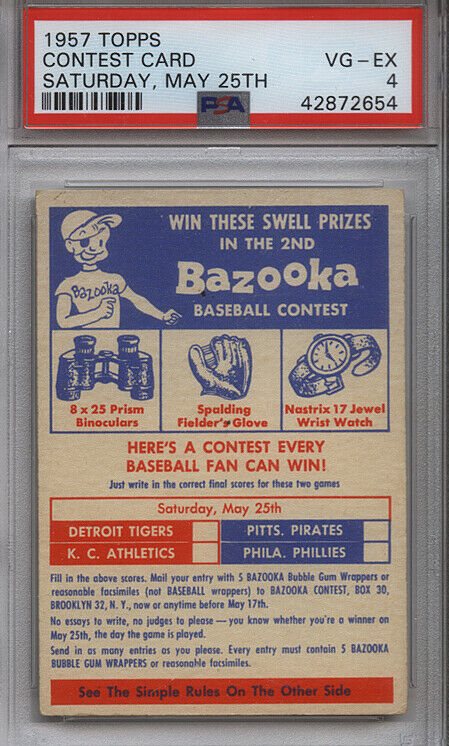 1957 TOPPS
CONTEST CARD
SATURDAY, MAY 25TH
VG-EX
4
PSA
42872654
WIN THESE SWELL PRIZES
IN THE 2ND
Bazooka
BASEBALL CONTEST
Bazooka
8 x 25 Prism
Binoculars
Spalding
Fielder's Glove
Nastrix 17 Jewel
Wrist Watch
HERE'S A CONTEST EVERY
BASEBALL FAN CAN WIN!
Just write in the correct final scores for these two games
Saturday, May 25th
DETROIT TIGERS
PITTS. PIRATES
K. C. ATHLETICS
PHILA. PHILLIES
Fill in the above scores. Mail your entry with 5 BAZOOKA Bubble Gum Wrappers or
reasonable facsimiles (not BASEBALL wrappers) to BAZOOKA CONTEST, BOX 30,
BROOKLYN 32, N. Y., now or anytime before May 17th.
No essays to write, no judges to please — you know whether you're a winner on
May 25th, the day the game is played.
Send in as many entries as you please. Every entry must contain 5 BAZOOKA
BUBBLE GUM WRAPPERS or reasonable facsimiles.
See The Simple Rules On The Other Side